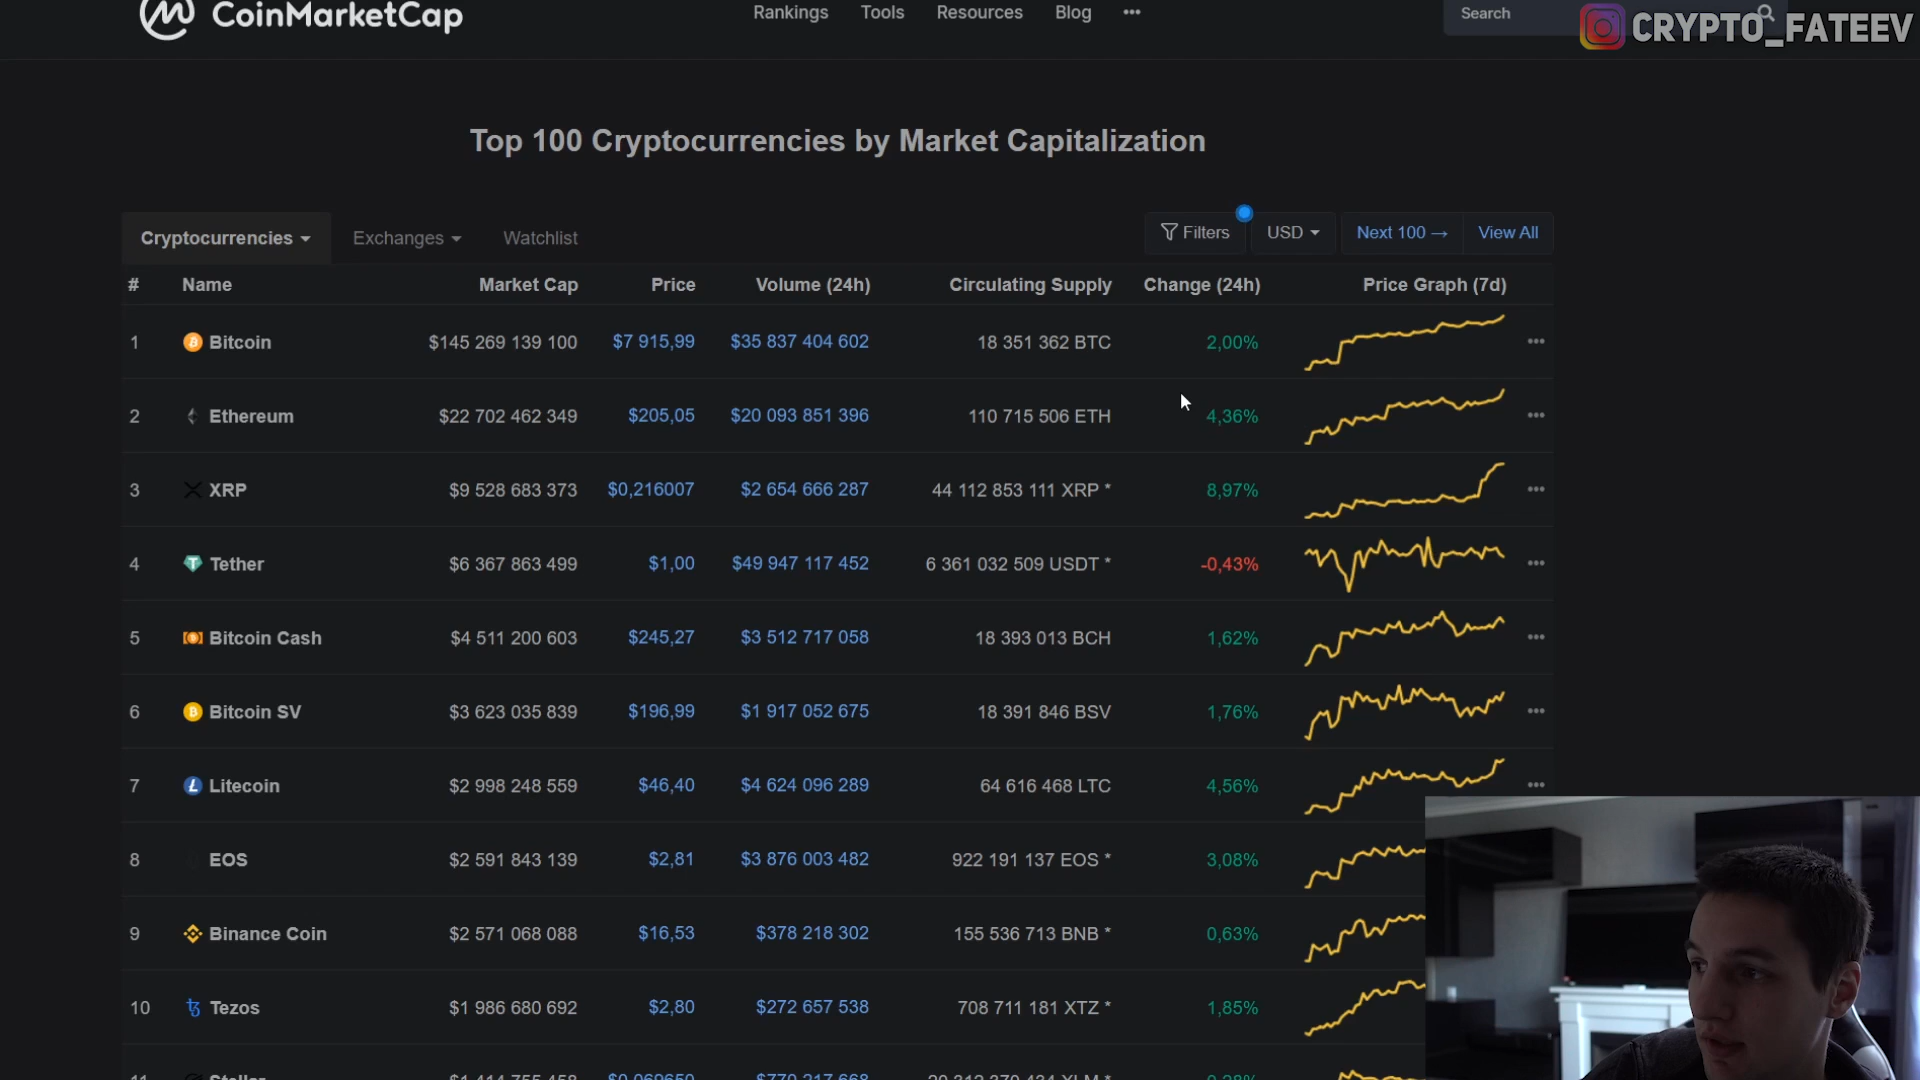 CoinMarketCap Rankings Tools Resources Blog ••• Search CRYPTO_FATEEV
Top 100 Cryptocurrencies by Market Capitalization
Cryptocurrencies Exchanges Watchlist Filters USD Next 100 → View All
# Name Market Cap Price Volume (24h) Circulating Supply Change (24h) Price Graph (7d)
1 Bitcoin $145 269 139 100 $7 915,99 $35 837 404 602 18 351 362 BTC 2,00%
2 Ethereum $22 702 462 349 $205,05 $20 093 851 396 110 715 506 ETH 4,36%
3 XRP $9 528 683 373 $0,216007 $2 654 666 287 44 112 853 111 XRP * 8,97%
4 Tether $6 367 863 499 $1,00 $49 947 117 452 6 361 032 509 USDT * -0,43%
5 Bitcoin Cash $4 511 200 603 $245,27 $3 512 717 058 18 393 013 BCH 1,62%
6 Bitcoin SV $3 623 035 839 $196,99 $1 917 052 675 18 391 846 BSV 1,76%
7 Litecoin $2 998 248 559 $46,40 $4 624 096 289 64 616 468 LTC 4,56%
8 EOS $2 591 843 139 $2,81 $3 876 003 482 922 191 137 EOS * 3,08%
9 Binance Coin $2 571 068 088 $16,53 $378 218 302 155 536 713 BNB * 0,63%
10 Tezos $1 986 680 692 $2,80 $272 657 538 708 711 181 XTZ * 1,85%
11 Stellar